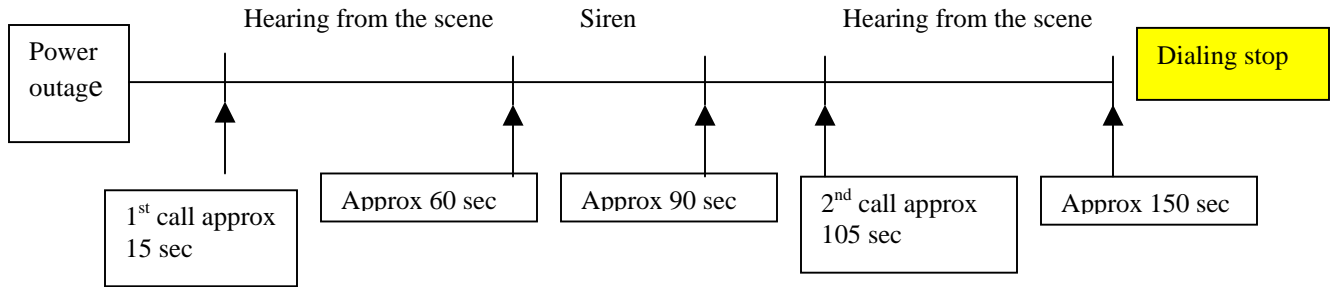 Hearing from the scene
Siren
Hearing from the scene
Power
outage
Dialing stop
1st call approx
15 sec
Approx 60 sec
Approx 90 sec
2nd call approx
105 sec
Approx 150 sec